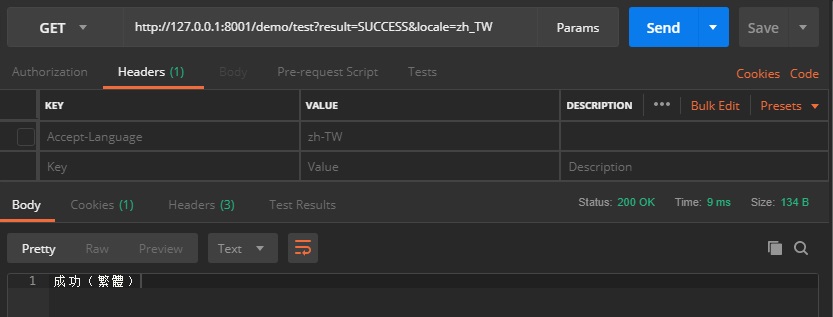 GET http://127.0.0.1:8001/demo/test?result=SUCCESS&locale=zh_TW Params Send Save
Authorization Headers (1) Body Pre-request Script Tests Cookies Code
KEY VALUE DESCRIPTION ••• Bulk Edit Presets
Accept-Language zh-TW
Key Value Description
Body Cookies (1) Headers (3) Test Results Status: 200 OK Time: 9 ms Size: 134 B
Pretty Raw Preview Text
1 成功（繁體）